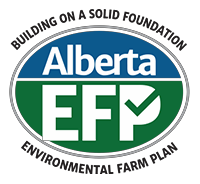 BUILDING ON A SOLID FOUNDATION
Alberta
EFP
ENVIRONMENTAL FARM PLAN